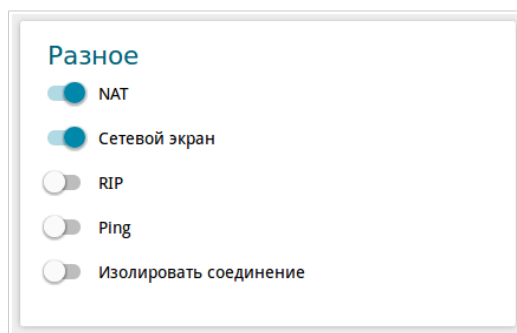 Разное
NAT
Сетевой экран
RIP
Ping
Изолировать соединение